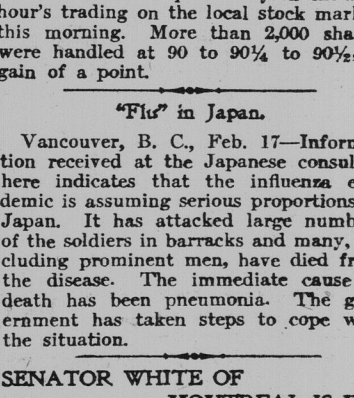 hour's trading on the local stock mark
this morning. More than 2,000 sha
were handled at 90 to 90¼ to 90½,
gain of a point.
"Flu" in Japan.
Vancouver, B. C., Feb. 17—Inform
tion received at the Japanese consul
here indicates that the influenza e
demic is assuming serious proportions
Japan. It has attacked large numb
of the soldiers in barracks and many,
cluding prominent men, have died fr
the disease. The immediate cause
death has been pneumonia. The g
ernment has taken steps to cope w
the situation.
SENATOR WHITE OF